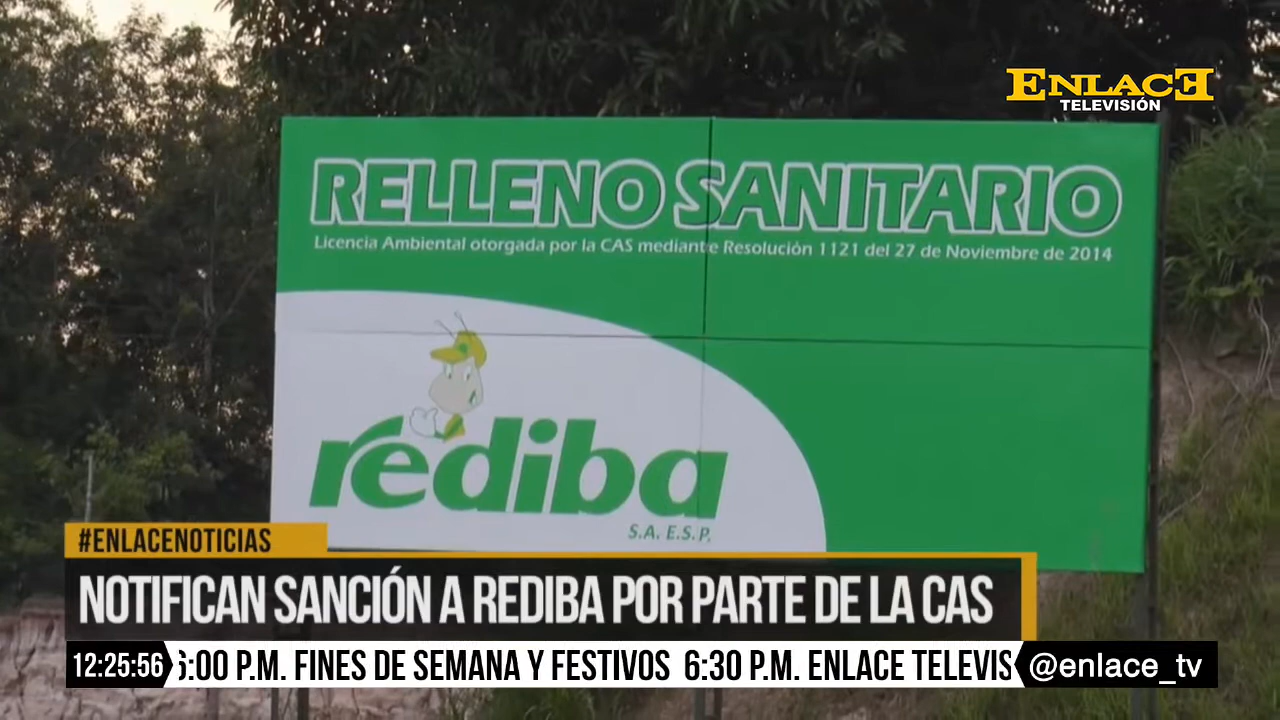 ENLACE
TELEVISIÓN
RELLENO SANITARIO
Licencia Ambiental otorgada por la CAS mediante Resolución 1121 del 27 de Noviembre de 2014
rediba
S.A. E.S.P.
#ENLACENOTICIAS
NOTIFICAN SANCIÓN A REDIBA POR PARTE DE LA CAS
12:25:56 6:00 P.M. FINES DE SEMANA Y FESTIVOS 6:30 P.M. ENLACE TELEVIS @enlace_tv